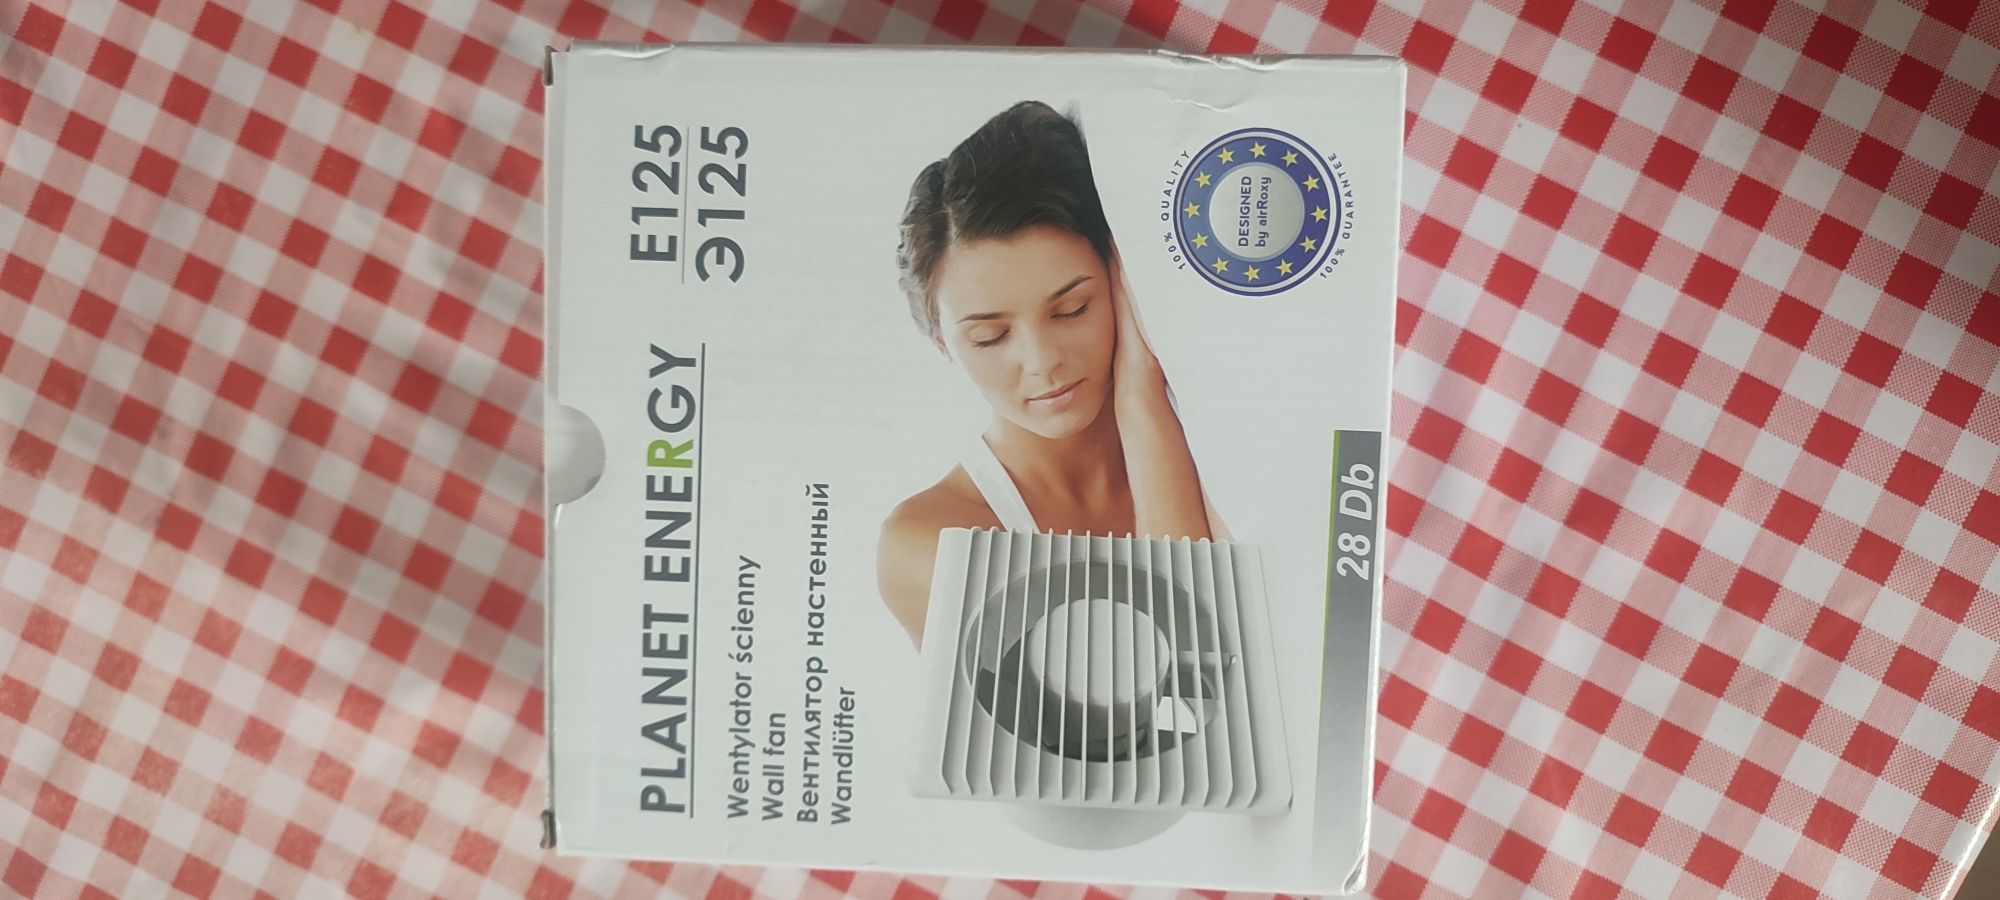 PLANET ENERGY
E125
Э125
Wentylator ścienny
Wall fan
Вентилятор настенный
Wandlüfter
100% QUALITY
DESIGNED
by airRoxy
100% GUARANTEE
28 Db